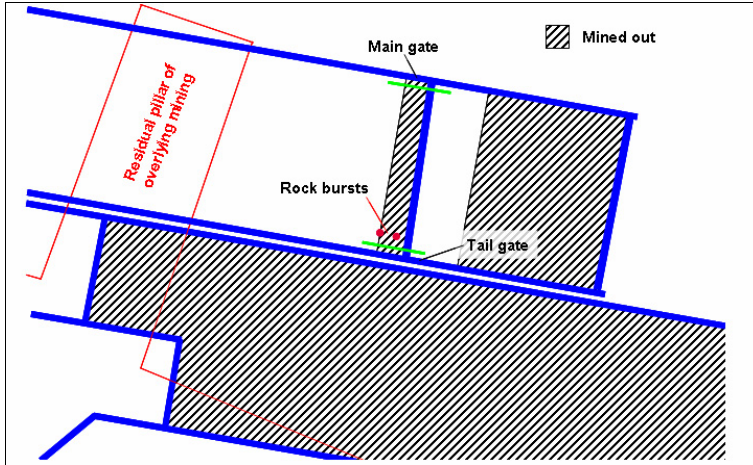 Main gate
Mined out
Residual pillar of
overlying mining
Rock bursts
Tail gate